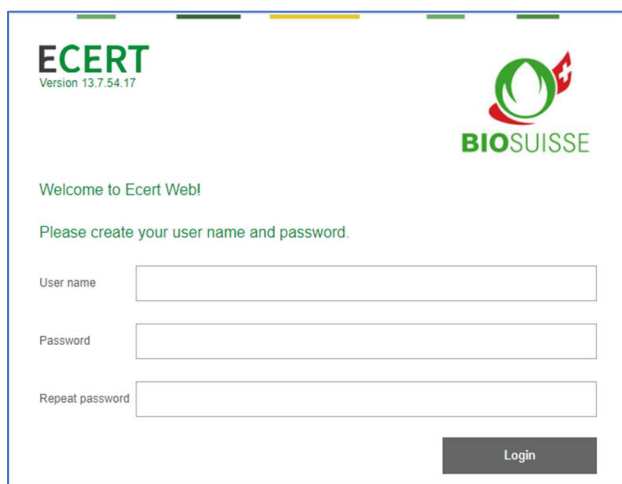 ECERT
Version 13.7.54.17
BIOSUISSE
Welcome to Ecert Web!
Please create your user name and password.
User name
Password
Repeat password
Login